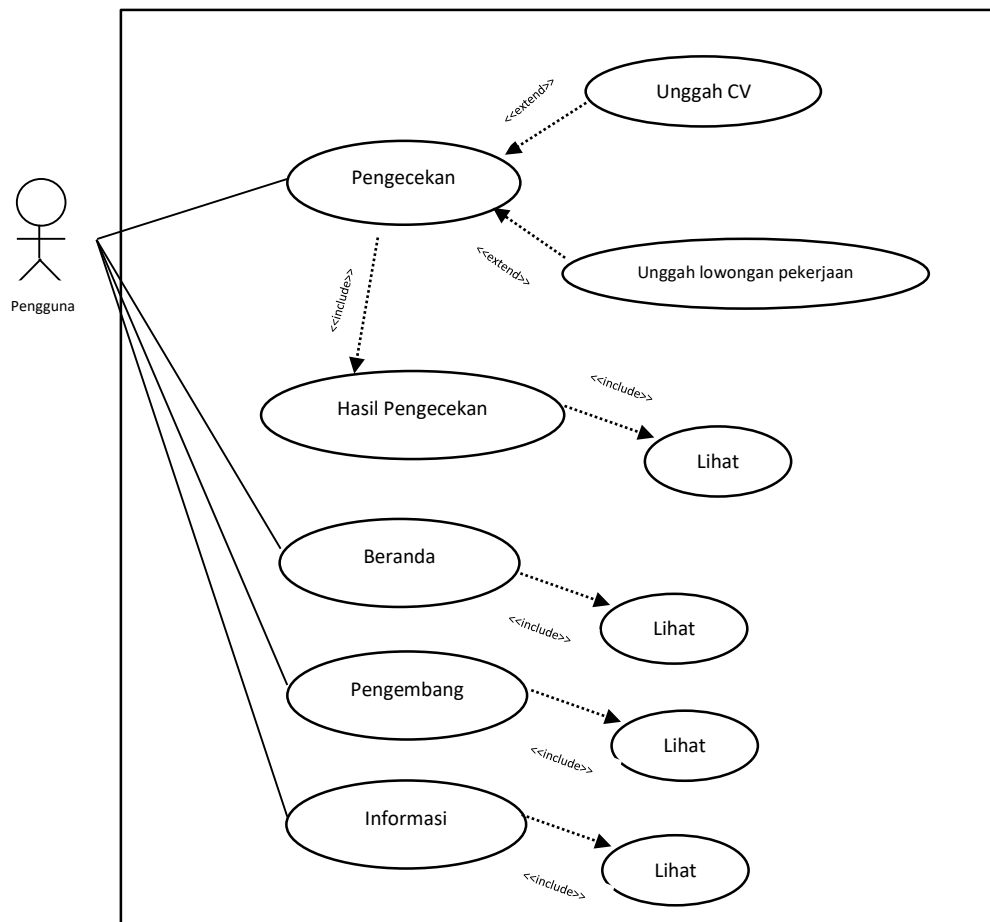 Unggah CV
<<extend>>
Pengecekan
Unggah lowongan pekerjaan
<<extend>>
Pengguna
<<include>>
Hasil Pengecekan
<<include>>
Lihat
Beranda
<<include>>
Lihat
Pengembang
<<include>>
Lihat
Informasi
<<include>>
Lihat